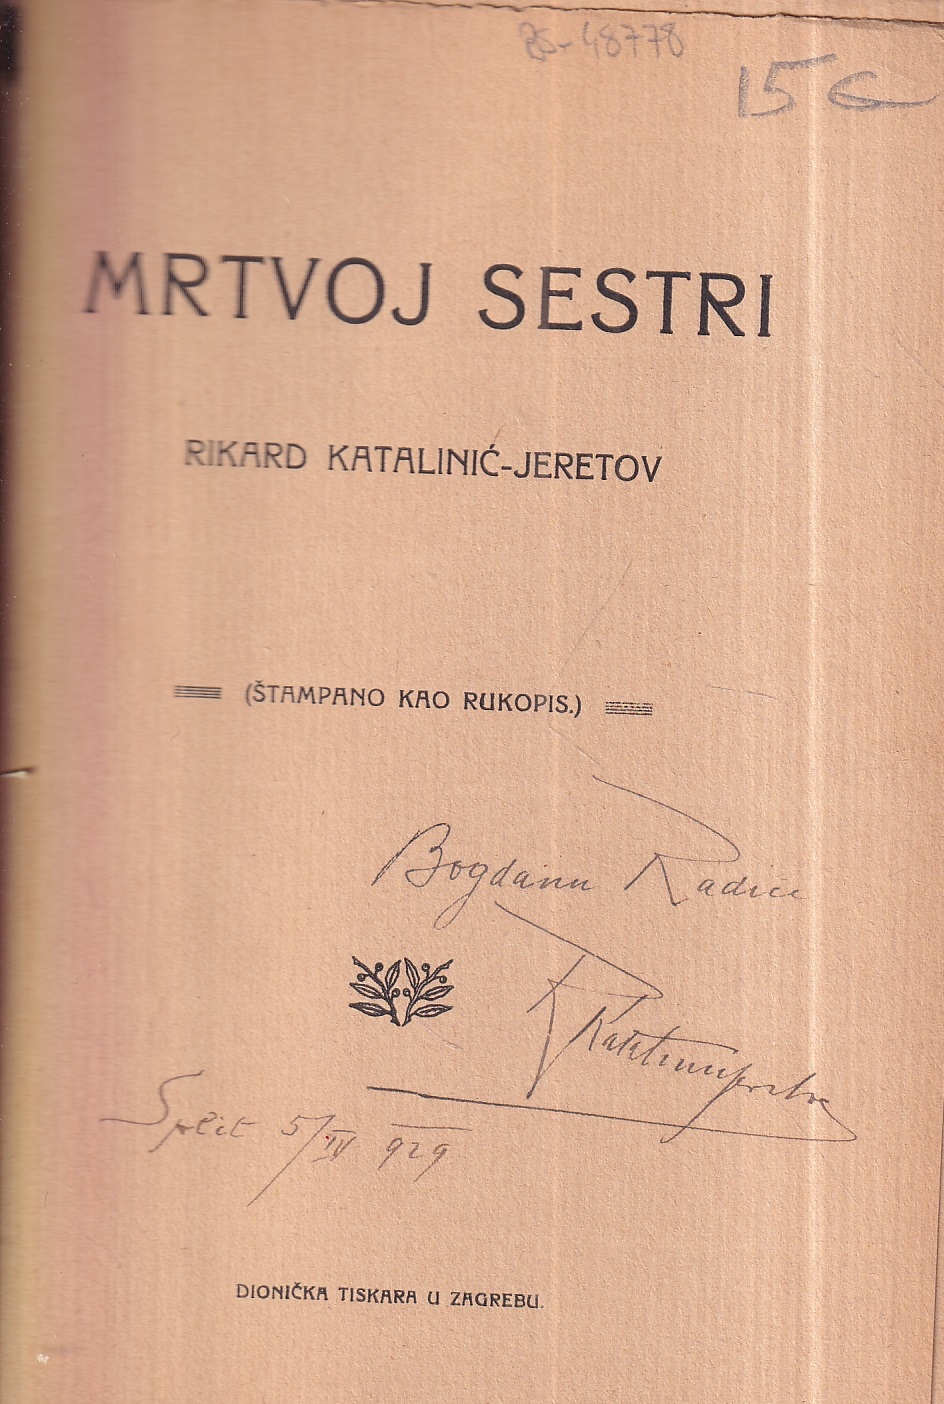 25-48778
15 €
MRTVOJ SESTRI
RIKARD KATALINIĆ-JERETOV
(ŠTAMPANO KAO RUKOPIS.)
Bogdanu Radici
R Katalinijeretov
Split 5/IV 929
DIONIČKA TISKARA U ZAGREBU.